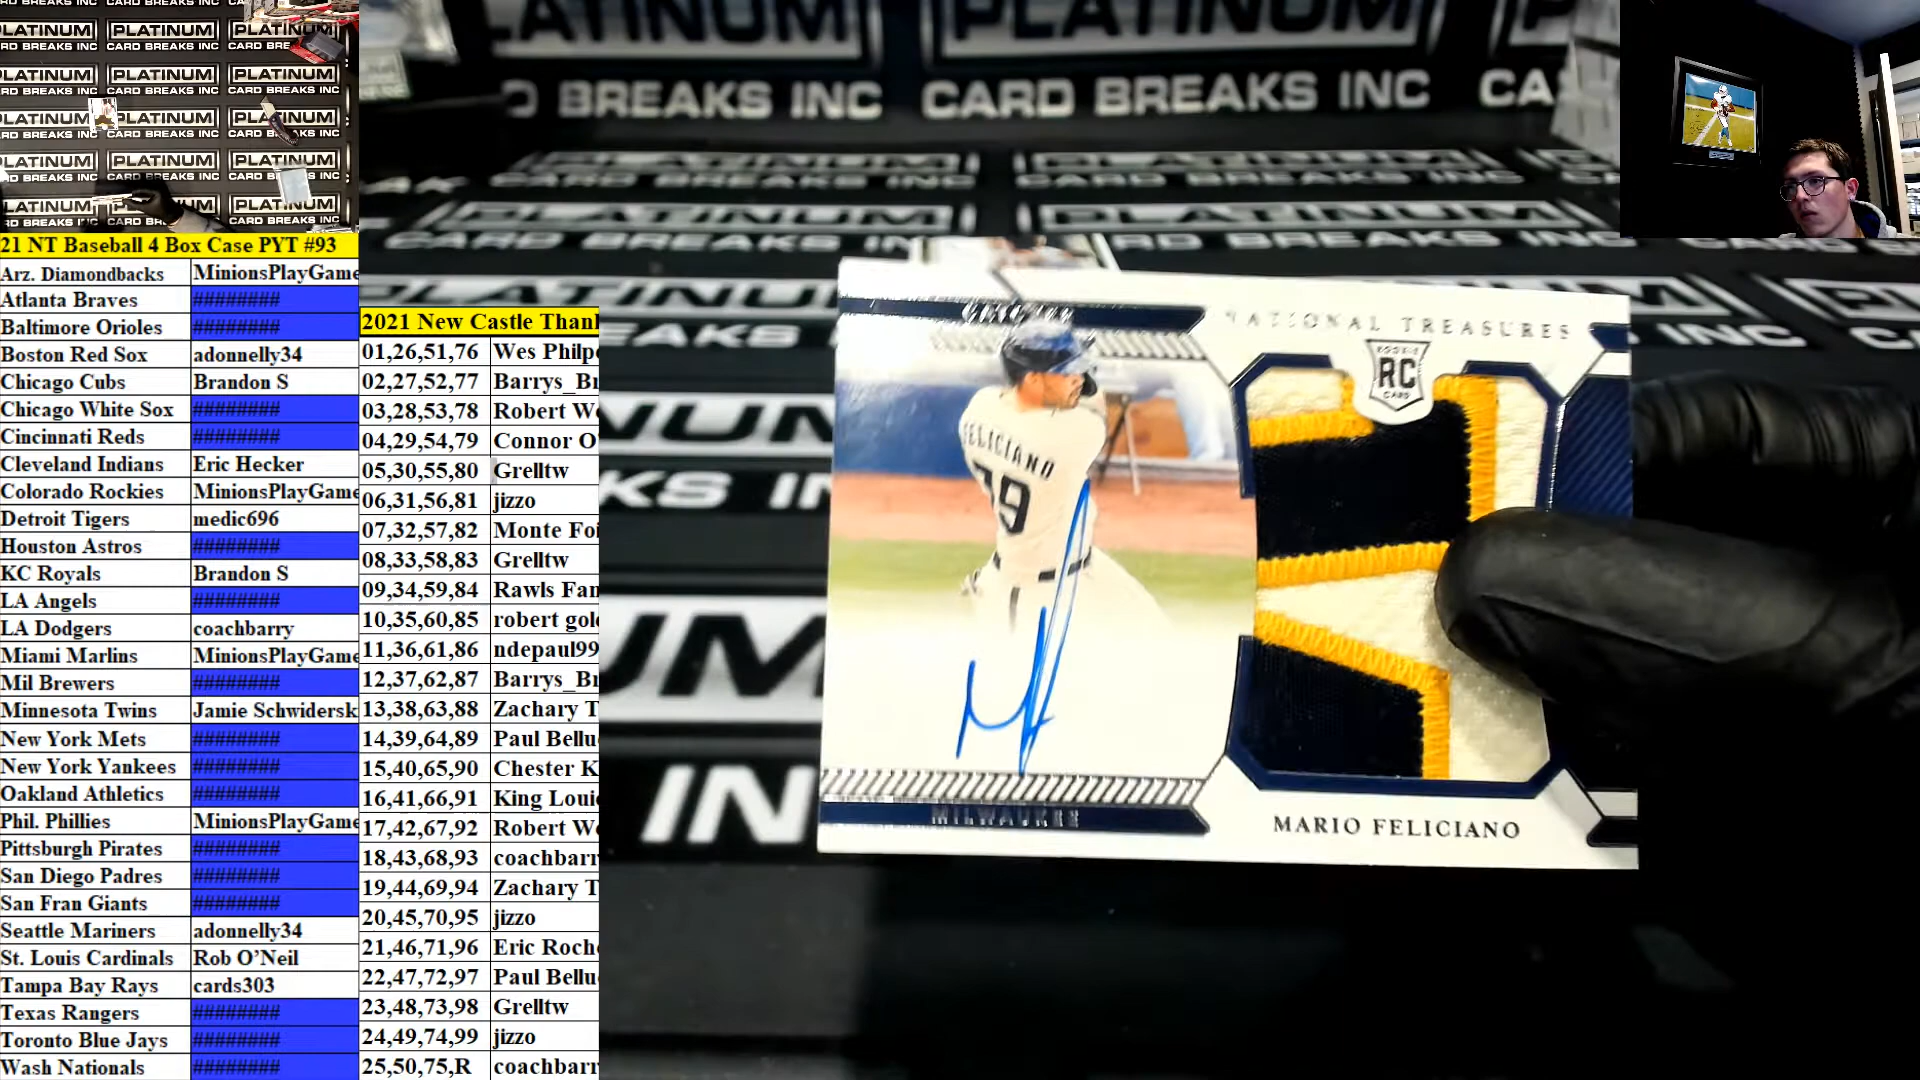 PLATINUM
CARD BREAKS INC
21 NT Baseball 4 Box Case PYT #93
Arz. Diamondbacks MinionsPlayGame
Atlanta Braves ########
Baltimore Orioles ########
Boston Red Sox adonnelly34
Chicago Cubs Brandon S
Chicago White Sox ########
Cincinnati Reds ########
Cleveland Indians Eric Hecker
Colorado Rockies MinionsPlayGame
Detroit Tigers medic696
Houston Astros ########
KC Royals Brandon S
LA Angels ########
LA Dodgers coachbarry
Miami Marlins MinionsPlayGame
Mil Brewers ########
Minnesota Twins Jamie Schwidersk
New York Mets ########
New York Yankees ########
Oakland Athletics ########
Phil. Phillies MinionsPlayGame
Pittsburgh Pirates ########
San Diego Padres ########
San Fran Giants ########
Seattle Mariners adonnelly34
St. Louis Cardinals Rob O’Neil
Tampa Bay Rays cards303
Texas Rangers ########
Toronto Blue Jays ########
Wash Nationals ########
2021 New Castle Than
01,26,51,76 Wes Philp
02,27,52,77 Barrys_B
03,28,53,78 Robert W
04,29,54,79 Connor O
05,30,55,80 Grelltw
06,31,56,81 jizzo
07,32,57,82 Monte Foi
08,33,58,83 Grelltw
09,34,59,84 Rawls Fan
10,35,60,85 robert gol
11,36,61,86 ndepaul99
12,37,62,87 Barrys_B
13,38,63,88 Zachary T
14,39,64,89 Paul Bellu
15,40,65,90 Chester K
16,41,66,91 King Loui
17,42,67,92 Robert W
18,43,68,93 coachbarr
19,44,69,94 Zachary T
20,45,70,95 jizzo
21,46,71,96 Eric Roch
22,47,72,97 Paul Bellu
23,48,73,98 Grelltw
24,49,74,99 jizzo
25,50,75,R coachbarr
PLATINUM
CARD BREAKS INC
NATIONAL TREASURES
ROOKIE
RC
CARD
FELICIANO
79
MILWAUKEE
MARIO FELICIANO